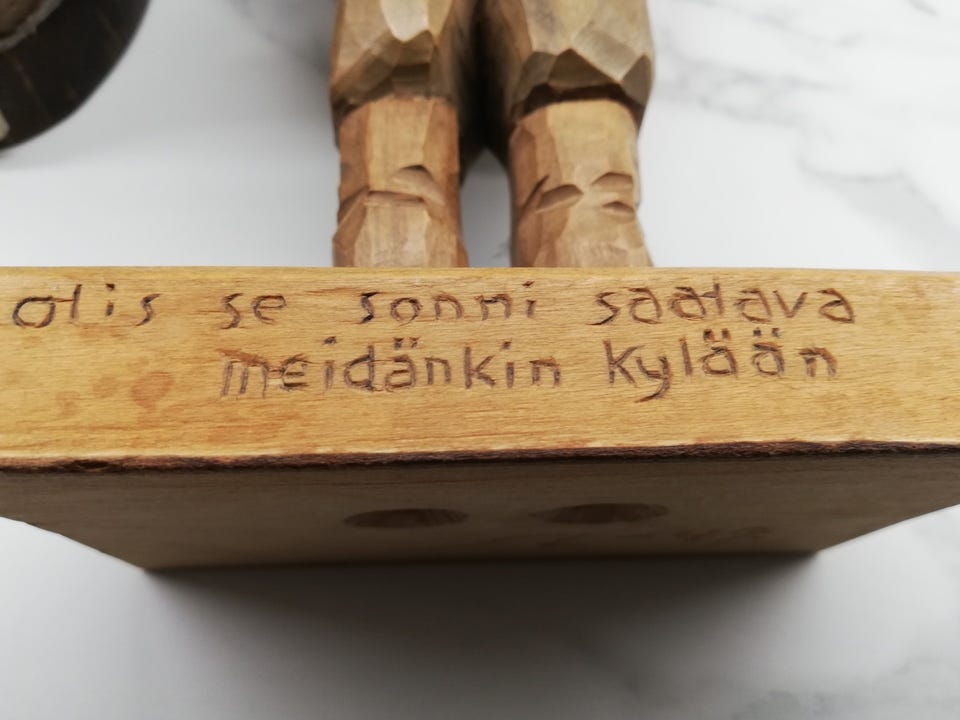 olis se sonni saatava
meidänkin kylään